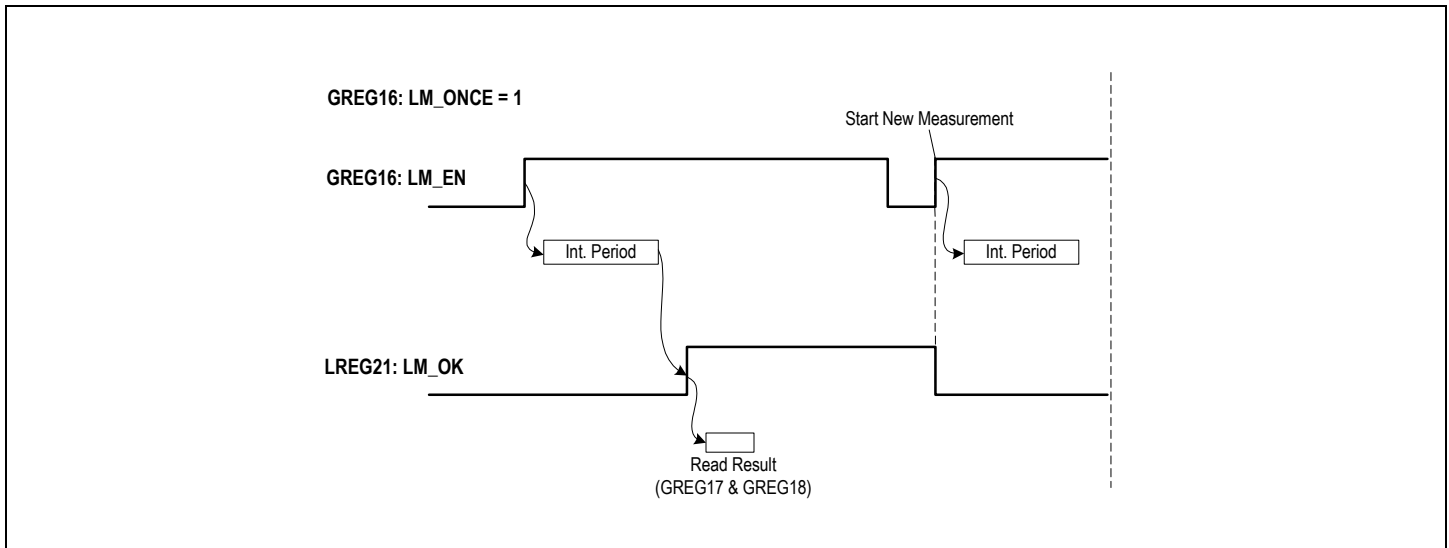 GREG16: LM_ONCE = 1
Start New Measurement
GREG16: LM_EN
Int. Period
Int. Period
LREG21: LM_OK
Read Result
(GREG17 & GREG18)